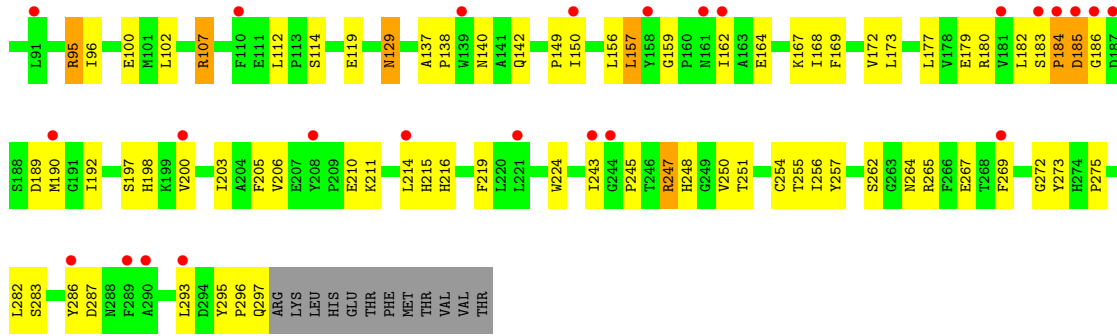 L91 R95 I96 E100 M101 L102 R107 F110 E111 L112 P113 S114 E119 N129 A137 P138 W139 N140 A141 Q142 P149 I150 L156 L157 Y158 G159 P160 N161 I162 A163 E164 K167 I168 F169 V172 L173 L177 V178 E179 R180 V181 L182 S183 P184 D185 G186 D187
S188 D189 M190 G191 I192 S197 H198 K199 V200 I203 A204 F205 V206 E207 Y208 P209 E210 K211 L214 H215 H216 F219 L220 L221 W224 I243 G244 P245 T246 R247 H248 G249 V250 T251 C254 T255 I256 Y257 S262 G263 N264 R265 F266 E267 T268 F269 G272 Y273 H274 P275
L282 S283 Y286 D287 N288 F289 A290 L293 D294 Y295 P296 Q297 ARG LYS LEU HIS GLU THR PHE MET THR VAL VAL THR